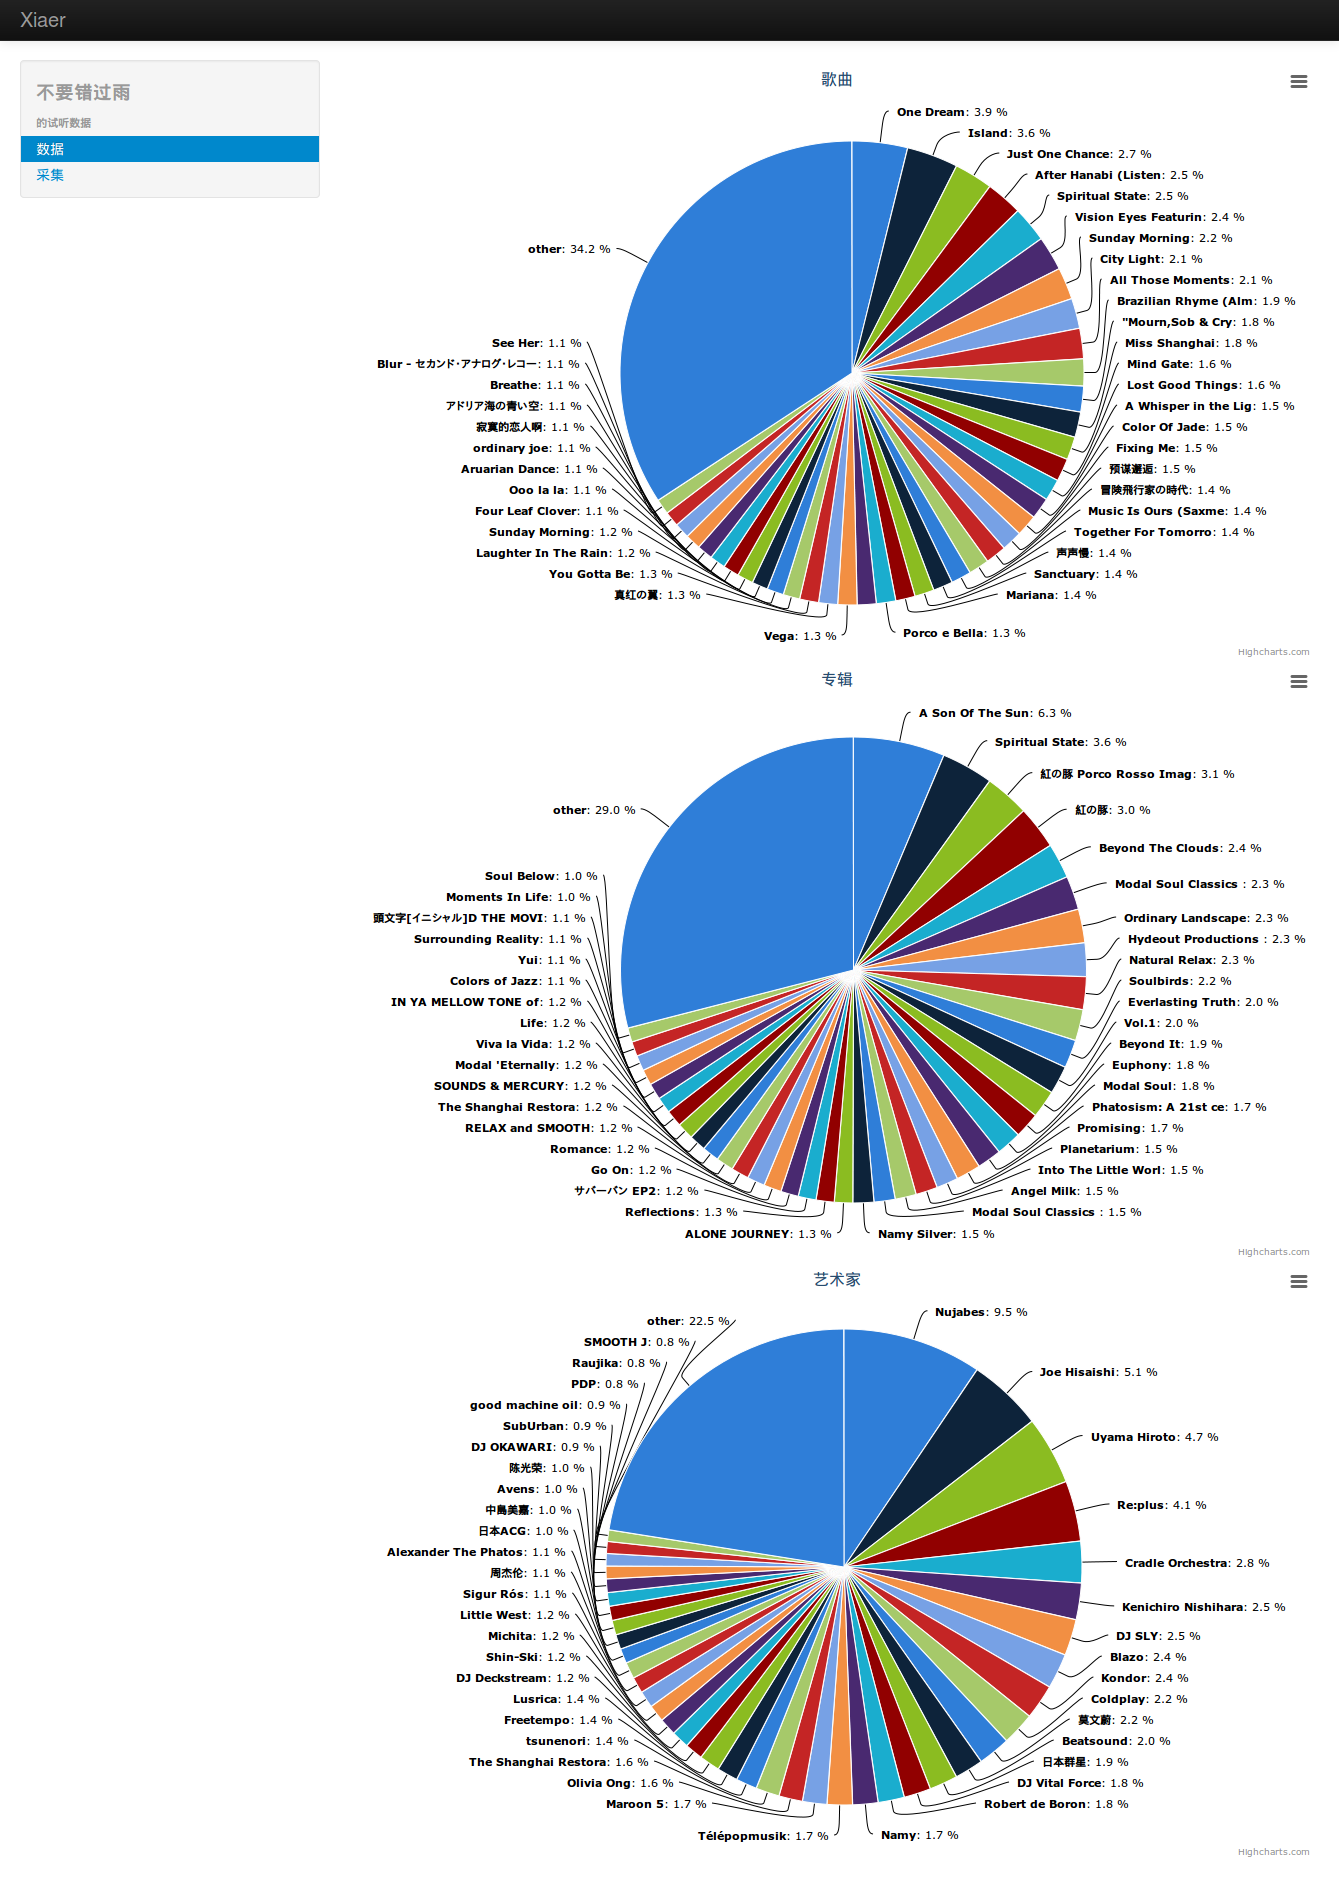 Xiaer
不要错过雨
的试听数据
数据
采集
歌曲
One Dream: 3.9 %
Island: 3.6 %
Just One Chance: 2.7 %
After Hanabi (Listen: 2.5 %
Spiritual State: 2.5 %
Vision Eyes Featurin: 2.4 %
Sunday Morning: 2.2 %
City Light: 2.1 %
All Those Moments: 2.1 %
Brazilian Rhyme (Alm: 1.9 %
"Mourn,Sob & Cry: 1.8 %
Miss Shanghai: 1.8 %
Mind Gate: 1.6 %
Lost Good Things: 1.6 %
A Whisper in the Lig: 1.5 %
Color Of Jade: 1.5 %
Fixing Me: 1.5 %
预谋邂逅: 1.5 %
冒険飛行家の時代: 1.4 %
Music Is Ours (Saxme: 1.4 %
Together For Tomorro: 1.4 %
声声慢: 1.4 %
Sanctuary: 1.4 %
Mariana: 1.4 %
Porco e Bella: 1.3 %
Vega: 1.3 %
真红の翼: 1.3 %
You Gotta Be: 1.3 %
Laughter In The Rain: 1.2 %
Sunday Morning: 1.2 %
Four Leaf Clover: 1.1 %
Ooo la la: 1.1 %
Aruarian Dance: 1.1 %
ordinary joe: 1.1 %
寂寞的恋人啊: 1.1 %
アドリア海の青い空: 1.1 %
Breathe: 1.1 %
Blur - セカンド・アナログ・レコー: 1.1 %
See Her: 1.1 %
other: 34.2 %
Highcharts.com
专辑
A Son Of The Sun: 6.3 %
Spiritual State: 3.6 %
紅の豚 Porco Rosso Imag: 3.1 %
紅の豚: 3.0 %
Beyond The Clouds: 2.4 %
Modal Soul Classics : 2.3 %
Ordinary Landscape: 2.3 %
Hydeout Productions : 2.3 %
Natural Relax: 2.3 %
Soulbirds: 2.2 %
Everlasting Truth: 2.0 %
Vol.1: 2.0 %
Beyond It: 1.9 %
Euphony: 1.8 %
Modal Soul: 1.8 %
Phatosism: A 21st ce: 1.7 %
Promising: 1.7 %
Planetarium: 1.5 %
Into The Little Worl: 1.5 %
Angel Milk: 1.5 %
Modal Soul Classics : 1.5 %
Namy Silver: 1.5 %
ALONE JOURNEY: 1.3 %
Reflections: 1.3 %
サバーバン EP2: 1.2 %
Go On: 1.2 %
Romance: 1.2 %
RELAX and SMOOTH: 1.2 %
The Shanghai Restora: 1.2 %
SOUNDS & MERCURY: 1.2 %
Modal 'Eternally: 1.2 %
Viva la Vida: 1.2 %
Life: 1.2 %
IN YA MELLOW TONE of: 1.2 %
Colors of Jazz: 1.1 %
Yui: 1.1 %
Surrounding Reality: 1.1 %
頭文字[イニシャル]D THE MOVI: 1.1 %
Moments In Life: 1.0 %
Soul Below: 1.0 %
other: 29.0 %
Highcharts.com
艺术家
Nujabes: 9.5 %
Joe Hisaishi: 5.1 %
Uyama Hiroto: 4.7 %
Re:plus: 4.1 %
Cradle Orchestra: 2.8 %
Kenichiro Nishihara: 2.5 %
DJ SLY: 2.5 %
Blazo: 2.4 %
Kondor: 2.4 %
Coldplay: 2.2 %
莫文蔚: 2.2 %
Beatsound: 2.0 %
日本群星: 1.9 %
DJ Vital Force: 1.8 %
Robert de Boron: 1.8 %
Namy: 1.7 %
Télépopmusik: 1.7 %
Maroon 5: 1.7 %
Olivia Ong: 1.6 %
The Shanghai Restora: 1.6 %
tsunenori: 1.4 %
Freetempo: 1.4 %
Lusrica: 1.4 %
DJ Deckstream: 1.2 %
Shin-Ski: 1.2 %
Michita: 1.2 %
Little West: 1.2 %
Sigur Rós: 1.1 %
周杰伦: 1.1 %
Alexander The Phatos: 1.1 %
日本ACG: 1.0 %
中島美嘉: 1.0 %
Avens: 1.0 %
陈光荣: 1.0 %
DJ OKAWARI: 0.9 %
SubUrban: 0.9 %
good machine oil: 0.9 %
PDP: 0.8 %
Raujika: 0.8 %
SMOOTH J: 0.8 %
other: 22.5 %
Highcharts.com